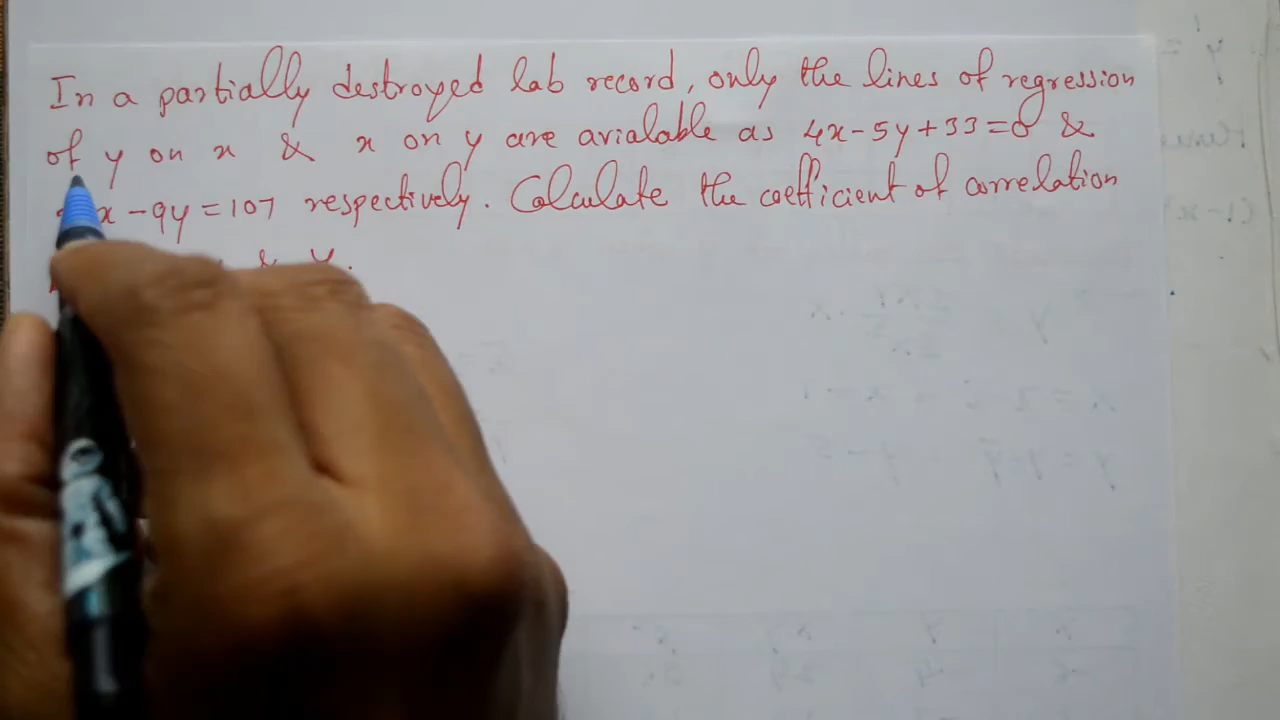 In a partially destroyed lab record, only the lines of regression
of y on x & x on y are avialable as 4x-5y+33=0 &
x-9y=107 respectively. Calculate the coefficient of correlation
& y.